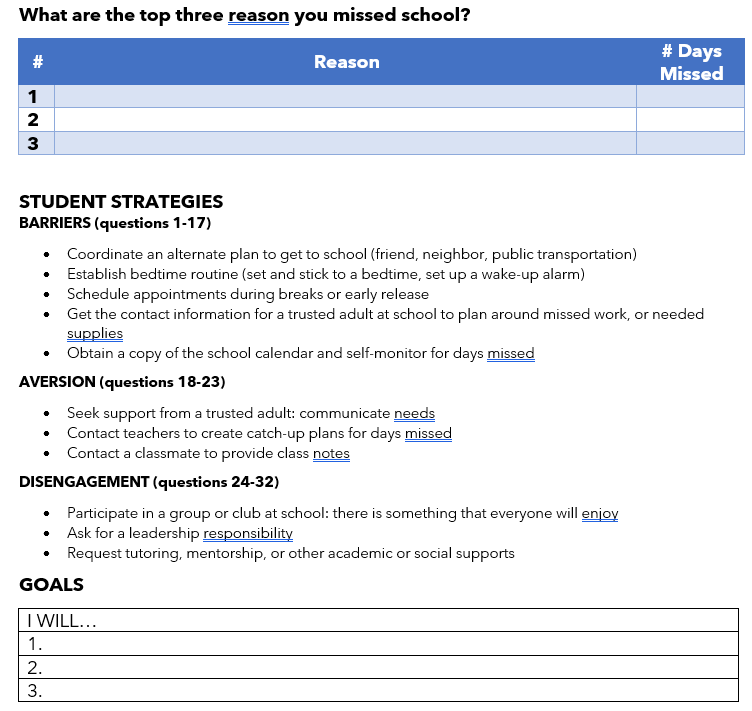 What are the top three reason you missed school?
# Reason # Days Missed
1
2
3
STUDENT STRATEGIES
BARRIERS (questions 1-17)
• Coordinate an alternate plan to get to school (friend, neighbor, public transportation)
• Establish bedtime routine (set and stick to a bedtime, set up a wake-up alarm)
• Schedule appointments during breaks or early release
• Get the contact information for a trusted adult at school to plan around missed work, or needed
supplies
• Obtain a copy of the school calendar and self-monitor for days missed
AVERSION (questions 18-23)
• Seek support from a trusted adult: communicate needs
• Contact teachers to create catch-up plans for days missed
• Contact a classmate to provide class notes
DISENGAGEMENT (questions 24-32)
• Participate in a group or club at school: there is something that everyone will enjoy
• Ask for a leadership responsibility
• Request tutoring, mentorship, or other academic or social supports
GOALS
I WILL...
1.
2.
3.